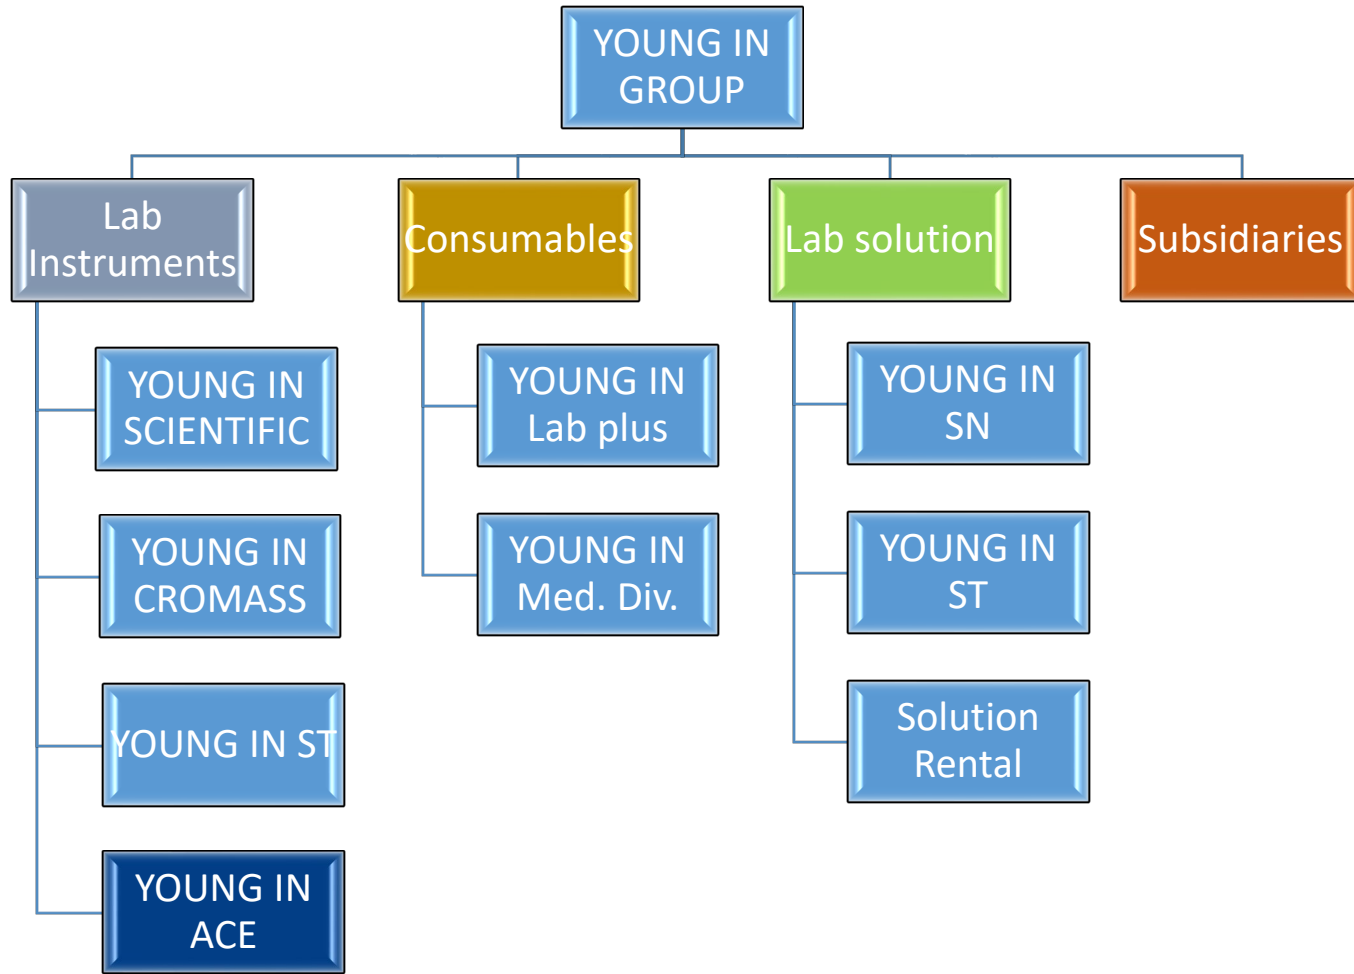 YOUNG IN
GROUP
Lab
Instruments
Consumables
Lab solution
Subsidiaries
YOUNG IN
SCIENTIFIC
YOUNG IN
CROMASS
YOUNG IN ST
YOUNG IN
ACE
YOUNG IN
Lab plus
YOUNG IN
Med. Div.
YOUNG IN
SN
YOUNG IN
ST
Solution
Rental